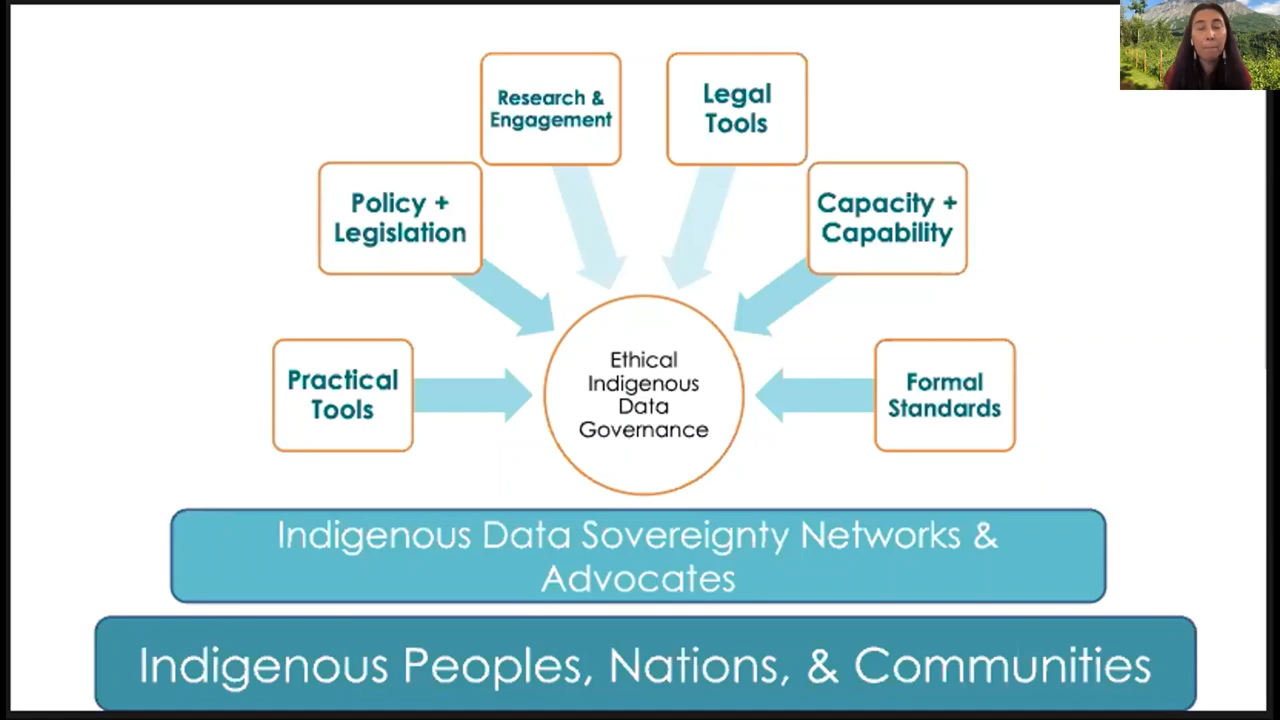 Research &
Engagement
Legal
Tools
Policy +
Legislation
Capacity +
Capability
Practical
Tools
Ethical
Indigenous
Data
Governance
Formal
Standards
Indigenous Data Sovereignty Networks &
Advocates
Indigenous Peoples, Nations, & Communities